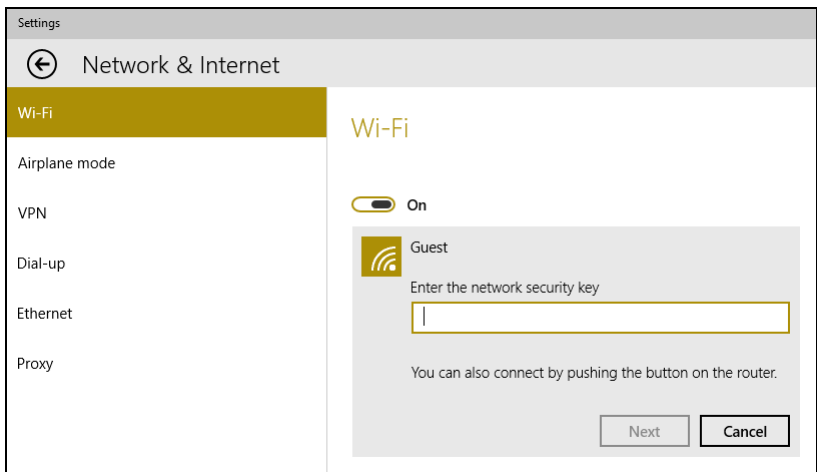 Settings
Network & Internet
Wi-Fi
Airplane mode
VPN
Dial-up
Ethernet
Proxy
Wi-Fi
On
Guest
Enter the network security key
You can also connect by pushing the button on the router.
Next Cancel